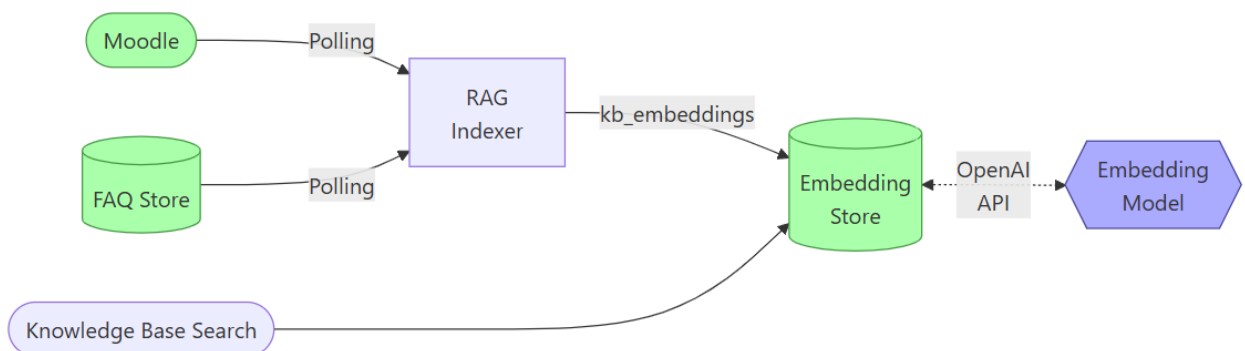 Moodle
Polling
RAG
Indexer
kb_embeddings
FAQ Store
Polling
Embedding
Store
OpenAI
API
Embedding
Model
Knowledge Base Search